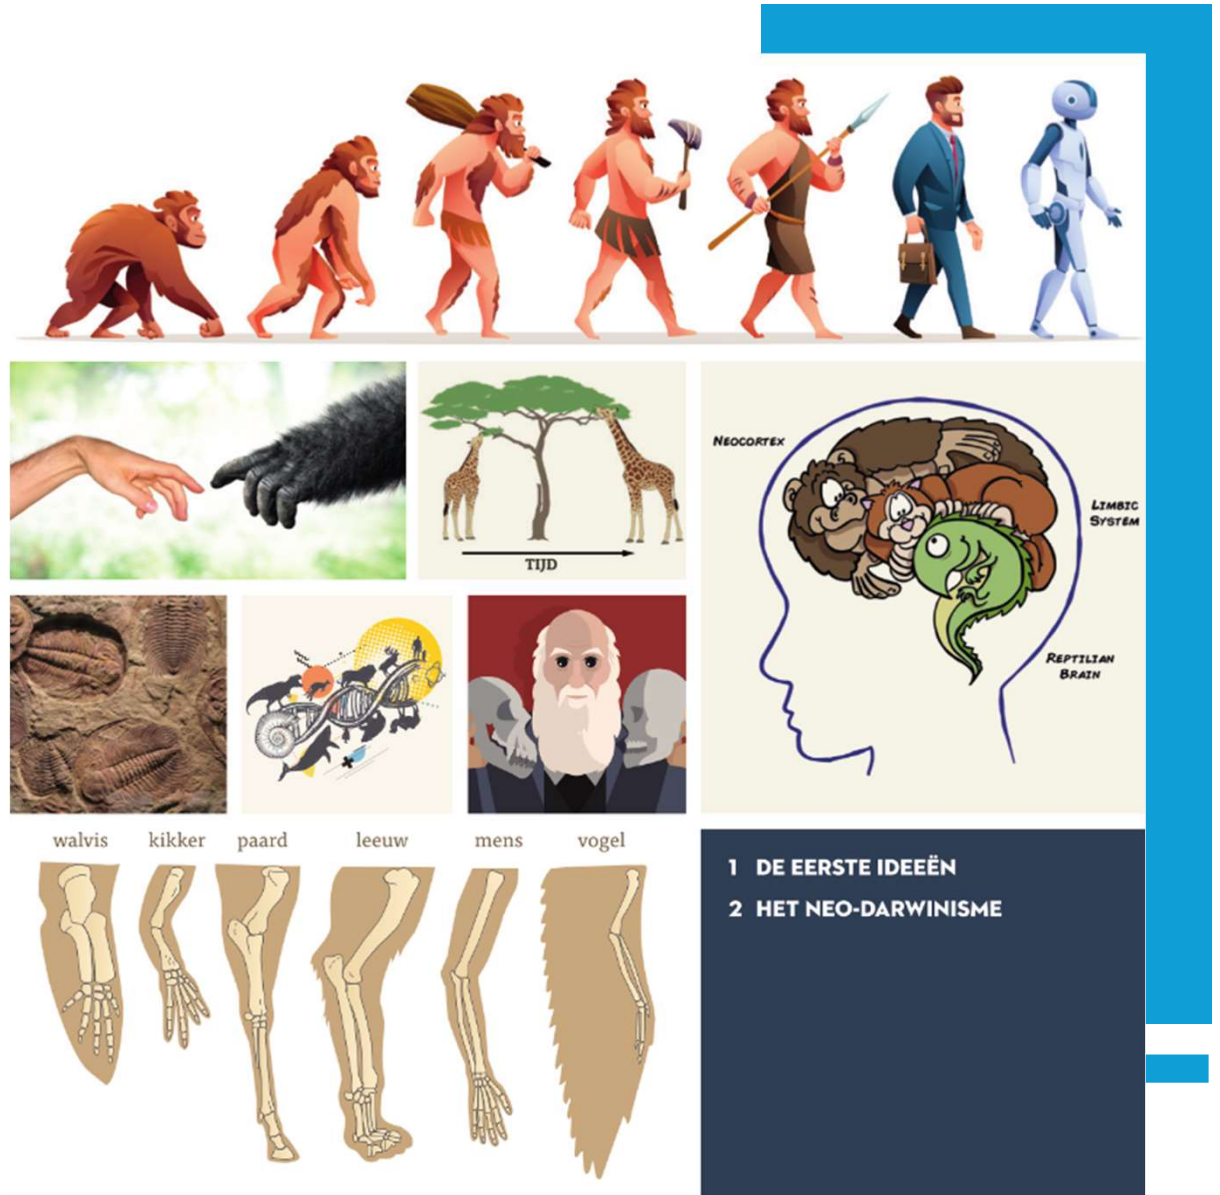 NEOCORTEX
LIMBIC
SYSTEM
TIJD
REPTILIAN
BRAIN
walvis kikker paard leeuw mens vogel
1 DE EERSTE IDEEËN
2 HET NEO-DARWINISME